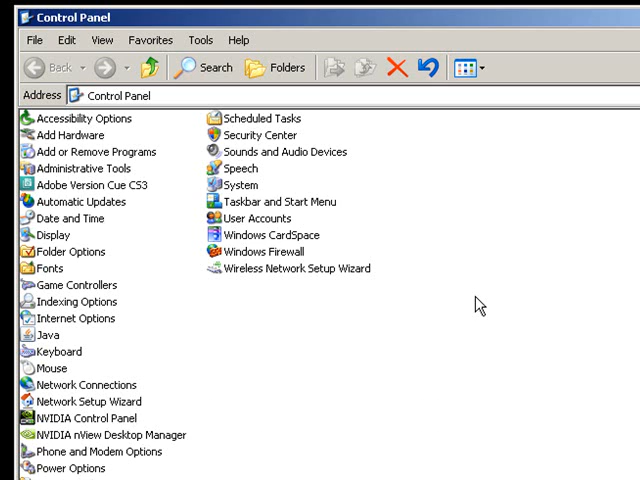 Control Panel
File Edit View Favorites Tools Help
Back Search Folders
Address Control Panel
Accessibility Options
Add Hardware
Add or Remove Programs
Administrative Tools
Adobe Version Cue CS3
Automatic Updates
Date and Time
Display
Folder Options
Fonts
Game Controllers
Indexing Options
Internet Options
Java
Keyboard
Mouse
Network Connections
Network Setup Wizard
NVIDIA Control Panel
NVIDIA nView Desktop Manager
Phone and Modem Options
Power Options
Scheduled Tasks
Security Center
Sounds and Audio Devices
Speech
System
Taskbar and Start Menu
User Accounts
Windows CardSpace
Windows Firewall
Wireless Network Setup Wizard